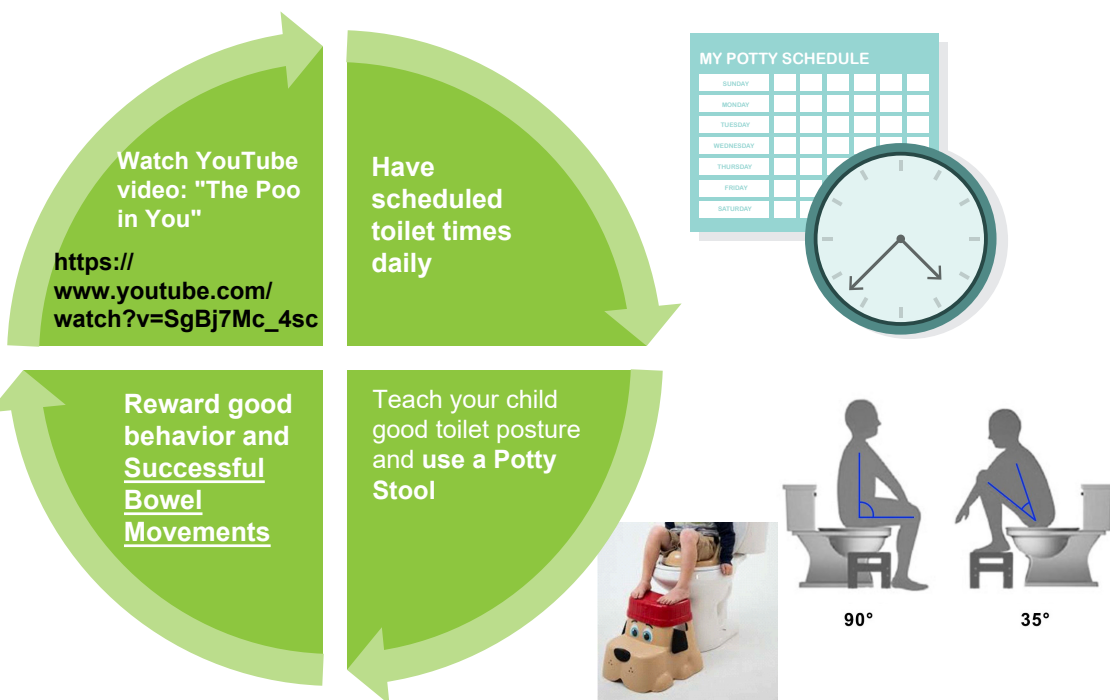 Watch YouTube
video: "The Poo
in You"
https://
www.youtube.com/
watch?v=SgBj7Mc_4sc
Have
scheduled
toilet times
daily
MY POTTY SCHEDULE
SUNDAY
MONDAY
TUESDAY
WEDNESDAY
THURSDAY
FRIDAY
SATURDAY
Reward good
behavior and
Successful
Bowel
Movements
Teach your child
good toilet posture
and use a Potty
Stool
90°
35°